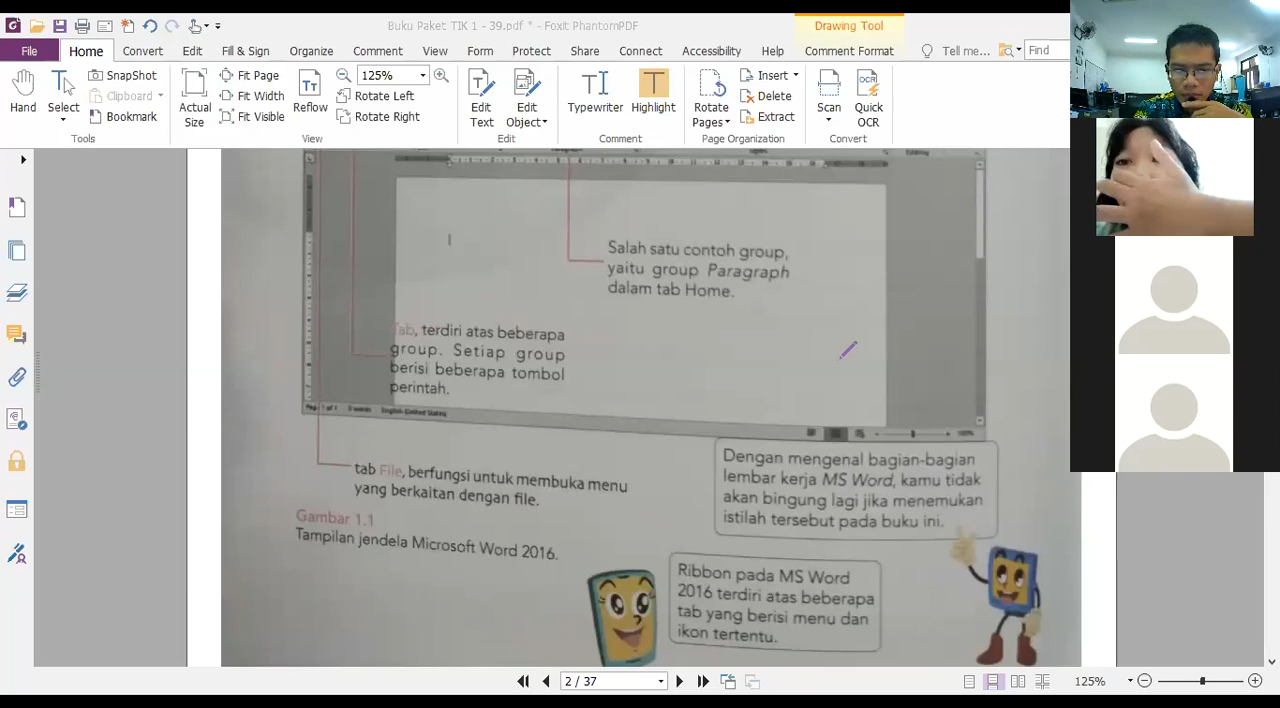 Buku Paket TIK 1 - 39.pdf * - Foxit PhantomPDF
Drawing Tool
File
Home
Convert
Edit
Fill & Sign
Organize
Comment
View
Form
Protect
Share
Connect
Accessibility
Help
Comment Format
Tell me...
Find
Hand
Select
SnapShot
Clipboard
Bookmark
Tools
Actual Size
Fit Page
Fit Width
Fit Visible
Reflow
125%
Rotate Left
Rotate Right
View
Edit Text
Edit Object
Edit
Typewriter
Highlight
Comment
Rotate Pages
Insert
Delete
Extract
Page Organization
Scan
Quick OCR
Convert
Salah satu contoh group,
yaitu group Paragraph
dalam tab Home.
Tab, terdiri atas beberapa
group. Setiap group
berisi beberapa tombol
perintah.
Page 1 of 1
English (United States)
tab File, berfungsi untuk membuka menu
yang berkaitan dengan file.
Gambar 1.1
Tampilan jendela Microsoft Word 2016.
Dengan mengenal bagian-bagian
lembar kerja MS Word, kamu tidak
akan bingung lagi jika menemukan
istilah tersebut pada buku ini.
Ribbon pada MS Word
2016 terdiri atas beberapa
tab yang berisi menu dan
ikon tertentu.
2 / 37
125%